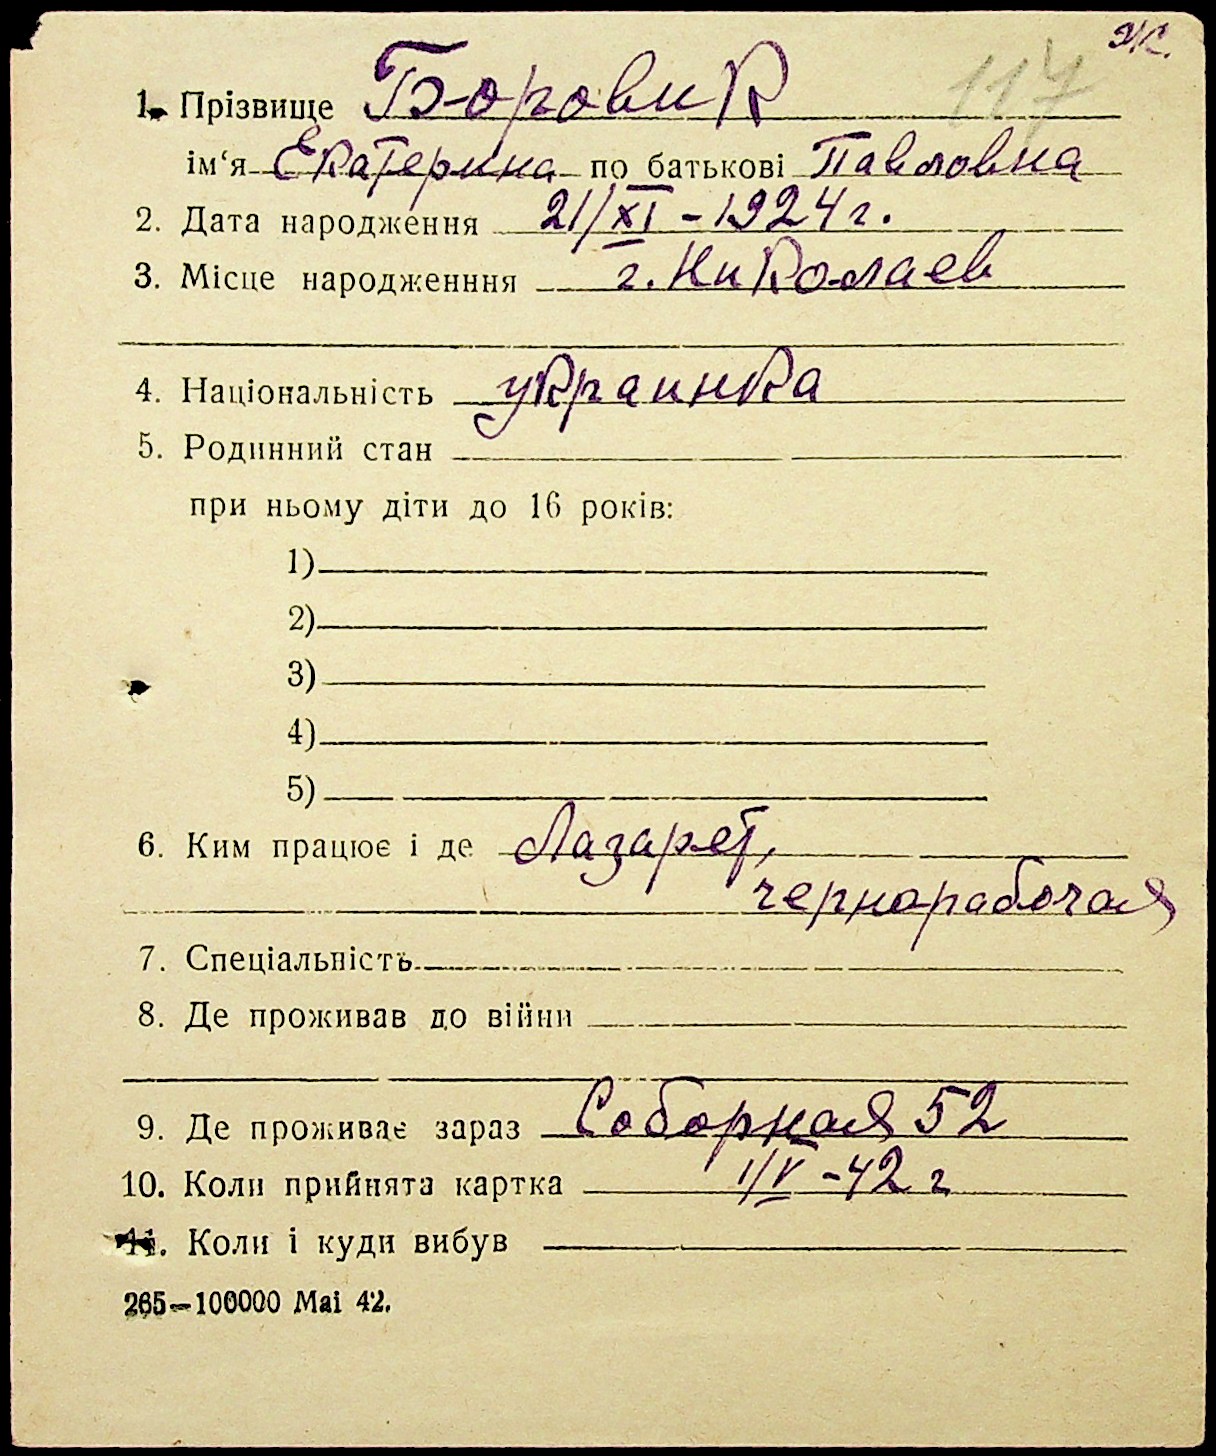 Ж.
117
1. Прізвище Боровик
ім‘я Екатерина по батькові Павловна
2. Дата народження 21/XI - 1924 г.
3. Місце народженння г. Николаев
4. Національність украинка
5. Родинний стан
при ньому діти до 16 років:
1)
2)
3)
4)
5)
6. Ким працює і де Лазарет,
чернорабочая
7. Спеціальність
8. Де проживав до війни
9. Де проживає зараз Соборная 52
10. Коли прийнята картка 1/V - 42 г
11. Коли і куди вибув
265—100000 Mai 42.